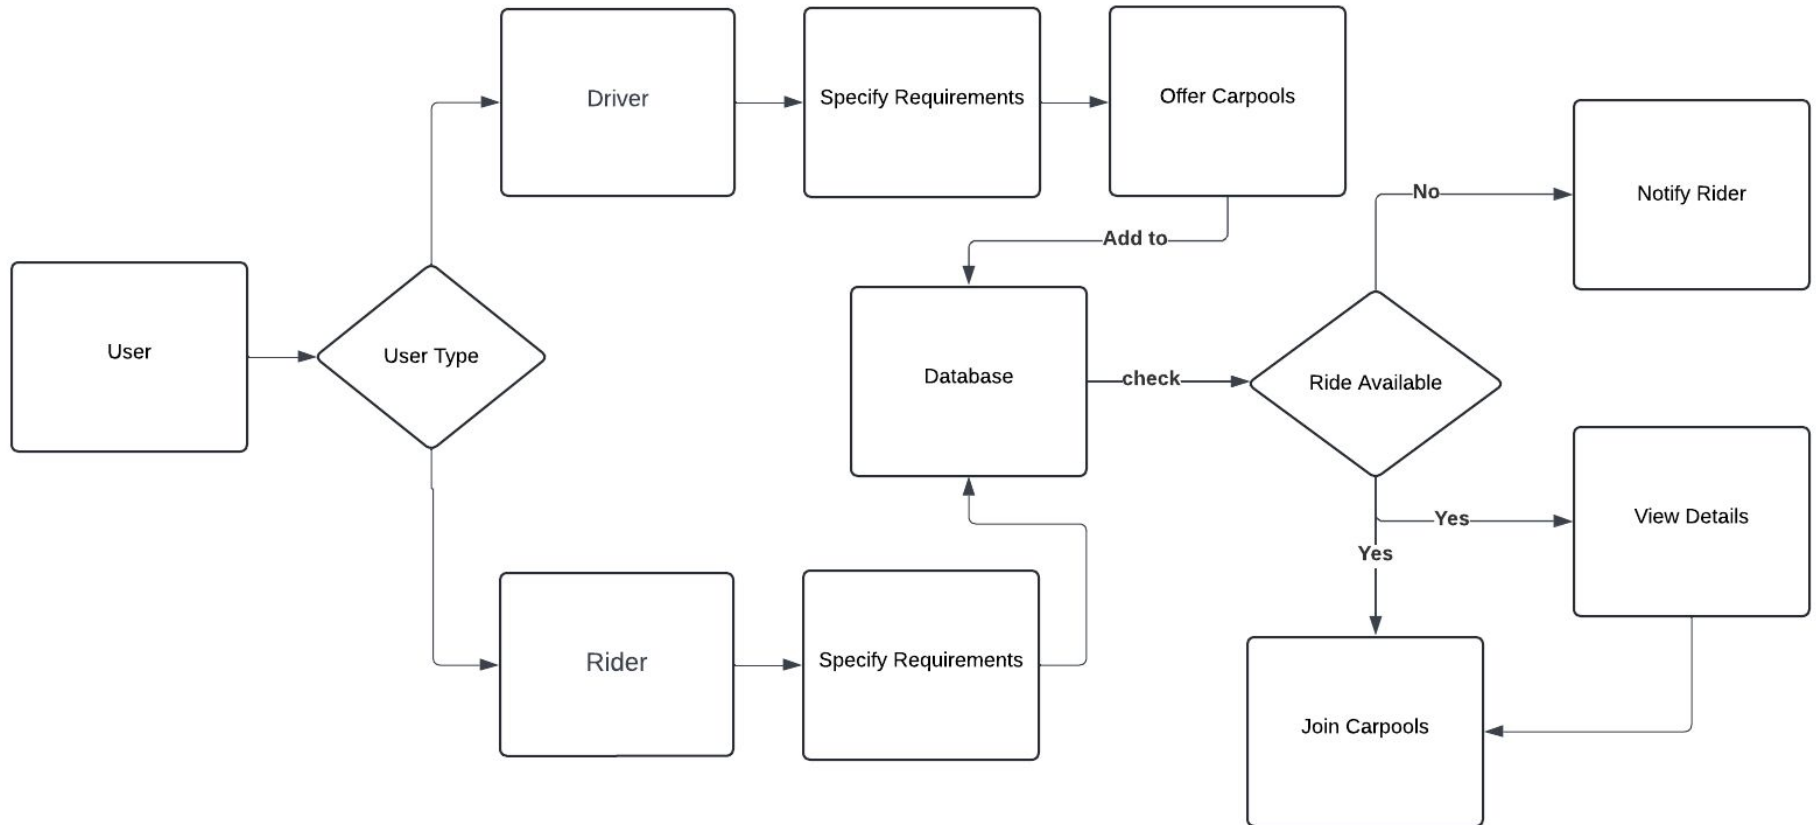 Driver
Specify Requirements
Offer Carpools
No
Notify Rider
Add to
User
User Type
Database
check
Ride Available
Yes
View Details
Yes
Rider
Specify Requirements
Join Carpools